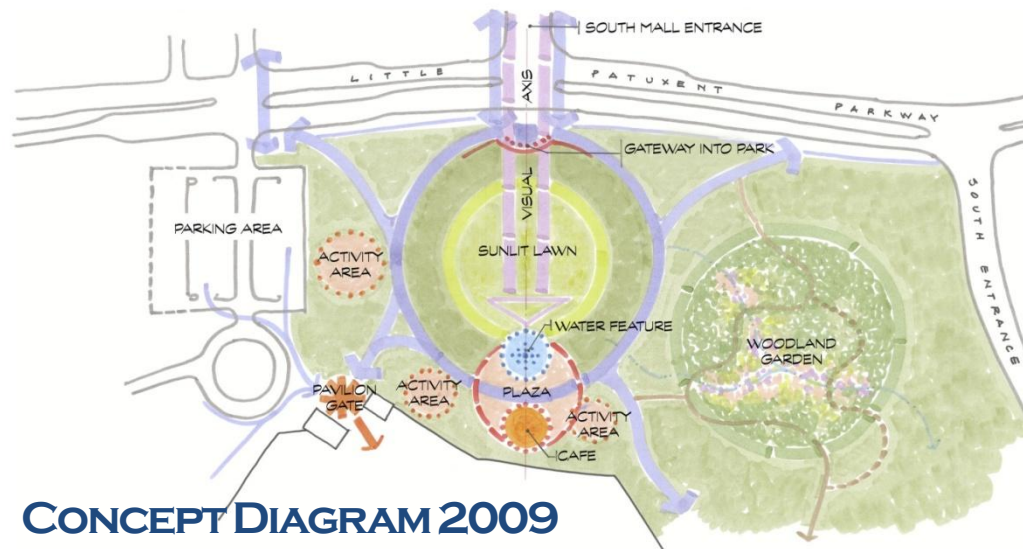 SOUTH MALL ENTRANCE
LITTLE PATUXENT PARKWAY
AXIS
GATEWAY INTO PARK
VISUAL
SOUTH ENTRANCE
PARKING AREA
ACTIVITY
AREA
SUNLIT LAWN
WATER FEATURE
WOODLAND
GARDEN
PAVILION
GATE
ACTIVITY
AREA
PLAZA
ACTIVITY
AREA
CAFE
CONCEPT DIAGRAM 2009